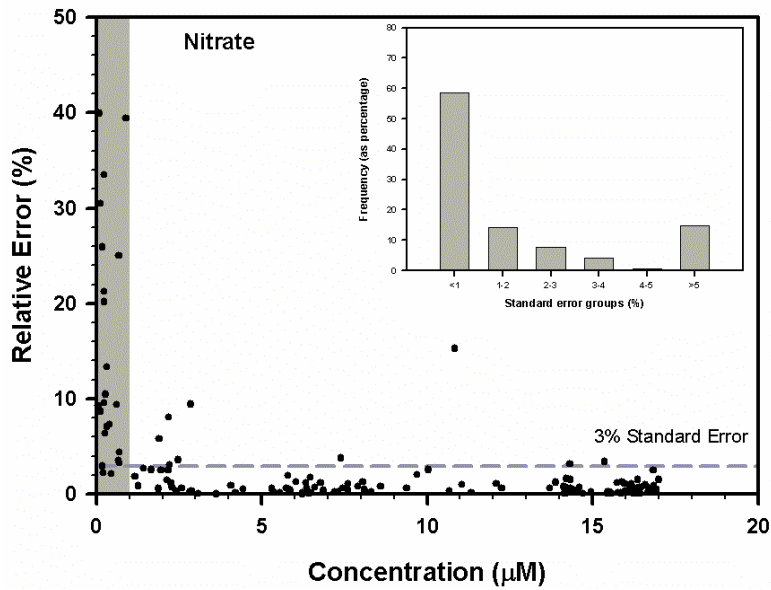 Nitrate
50
40
30
20
10
0
Relative Error (%)
0 5 10 15 20
Concentration (μM)
3% Standard Error
80
70
60
50
40
30
20
10
0
Frequency (as percentage)
<1 1-2 2-3 3-4 4-5 >5
Standard error groups (%)